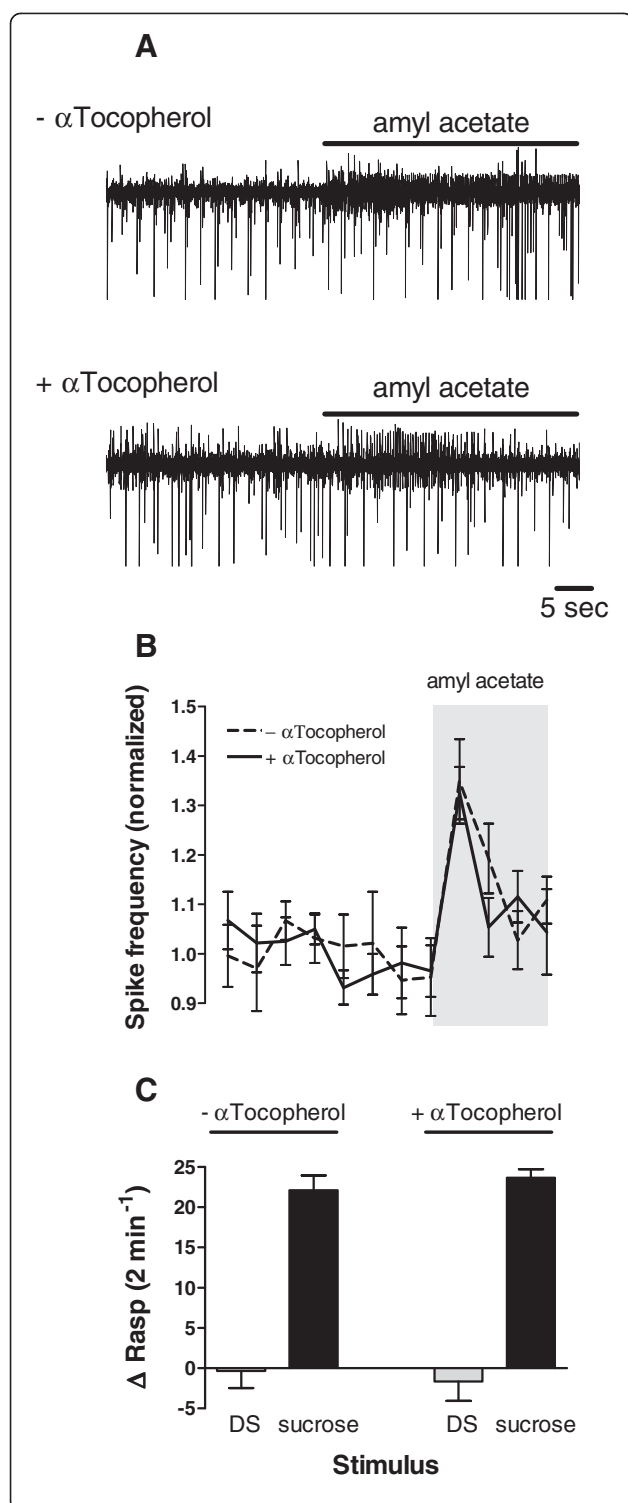 A
- αTocopherol
amyl acetate
+ αTocopherol
amyl acetate
5 sec
B
amyl acetate
Spike frequency (normalized)
1.5
1.4
1.3
1.2
1.1
1.0
0.9
– αTocopherol
+ αTocopherol
C
- αTocopherol
+ αTocopherol
Δ Rasp (2 min⁻¹)
25
20
15
10
5
0
-5
DS sucrose DS sucrose
Stimulus